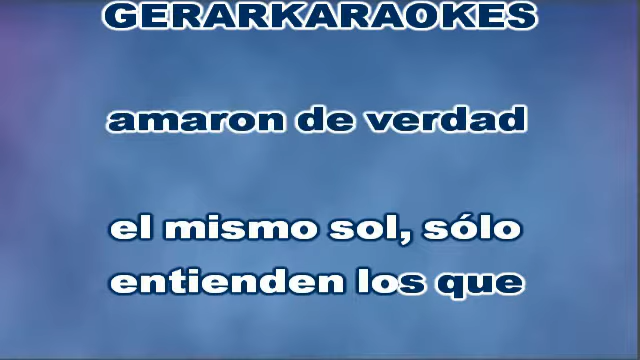 GERARKARAOKES
amaron de verdad
el mismo sol, sólo
entienden los que